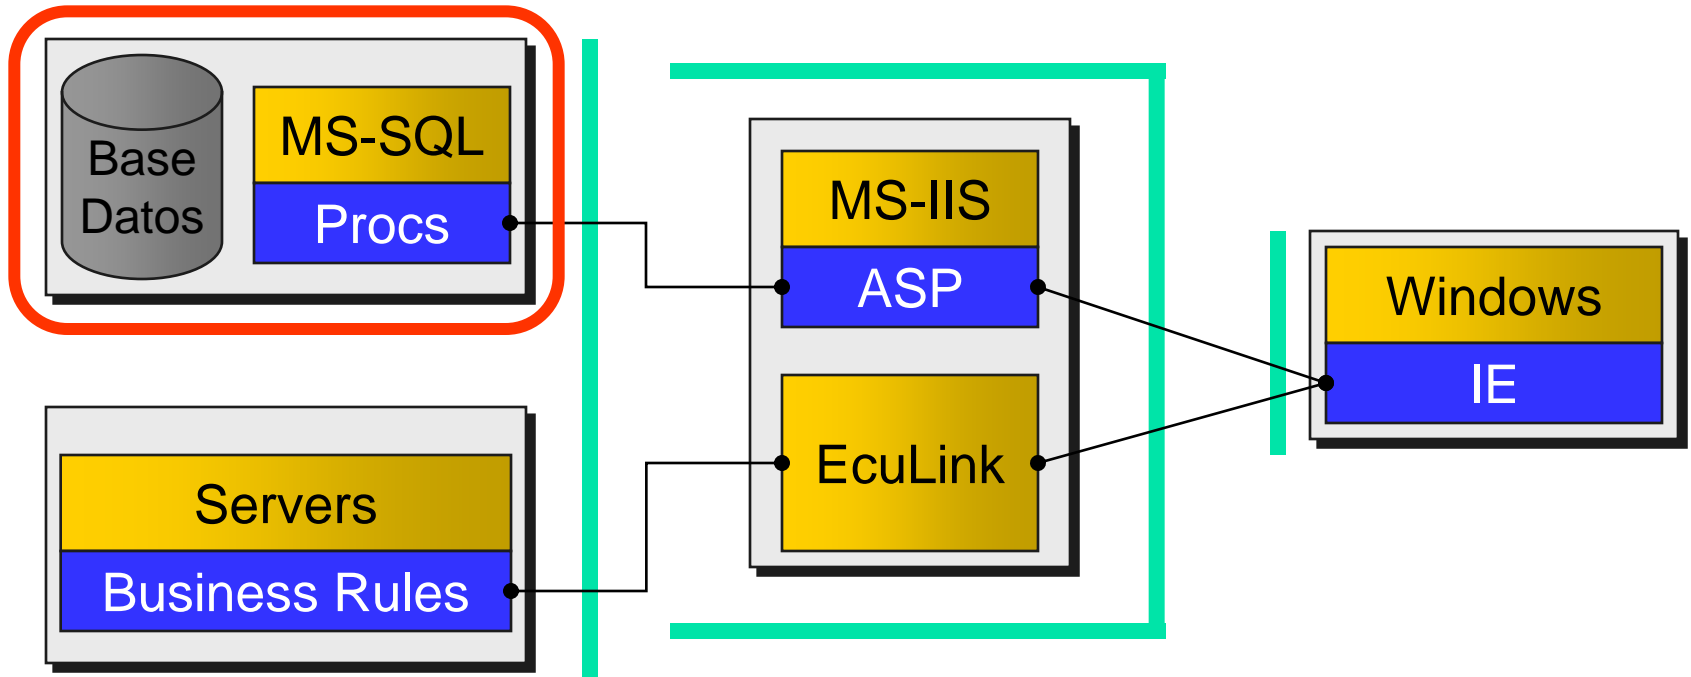 Base
Datos
MS-SQL
Procs
Servers
Business Rules
MS-IIS
ASP
EcuLink
Windows
IE